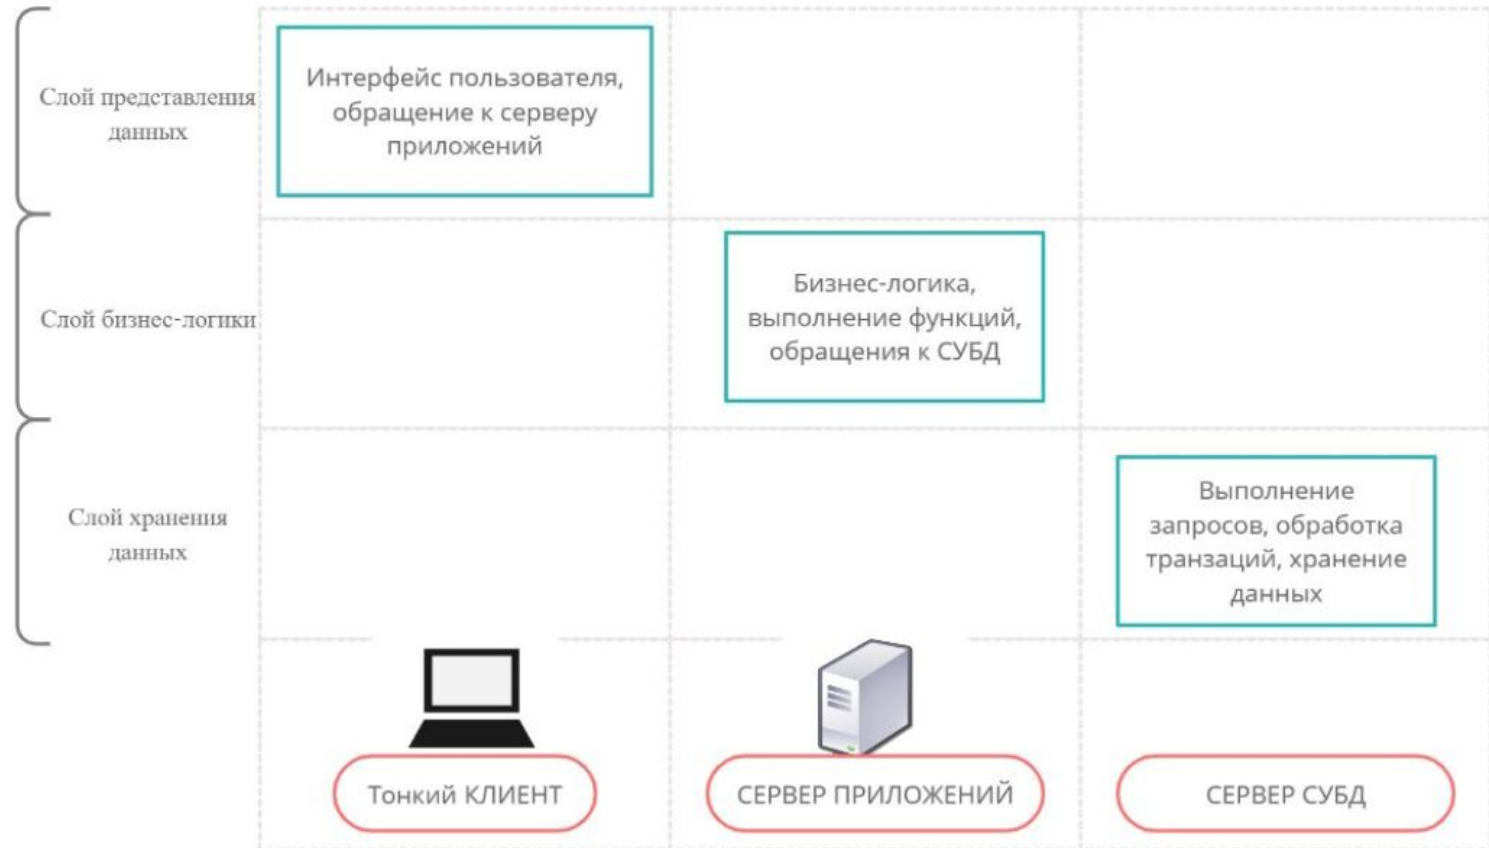 Слой представления
данных
Интерфейс пользователя,
обращение к серверу
приложений
Слой бизнес-логики
Бизнес-логика,
выполнение функций,
обращения к СУБД
Слой хранения
данных
Выполнение
запросов, обработка
транзаций, хранение
данных
Тонкий КЛИЕНТ
СЕРВЕР ПРИЛОЖЕНИЙ
СЕРВЕР СУБД